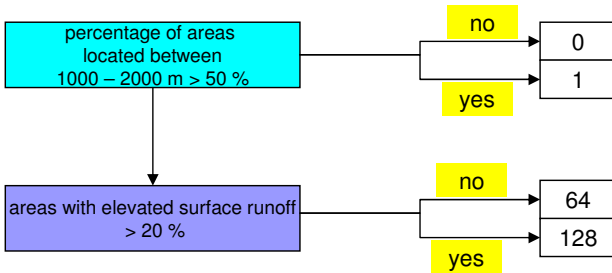 percentage of areas
located between
1000 – 2000 m > 50 %
no
0
1
yes
areas with elevated surface runoff
> 20 %
no
64
128
yes